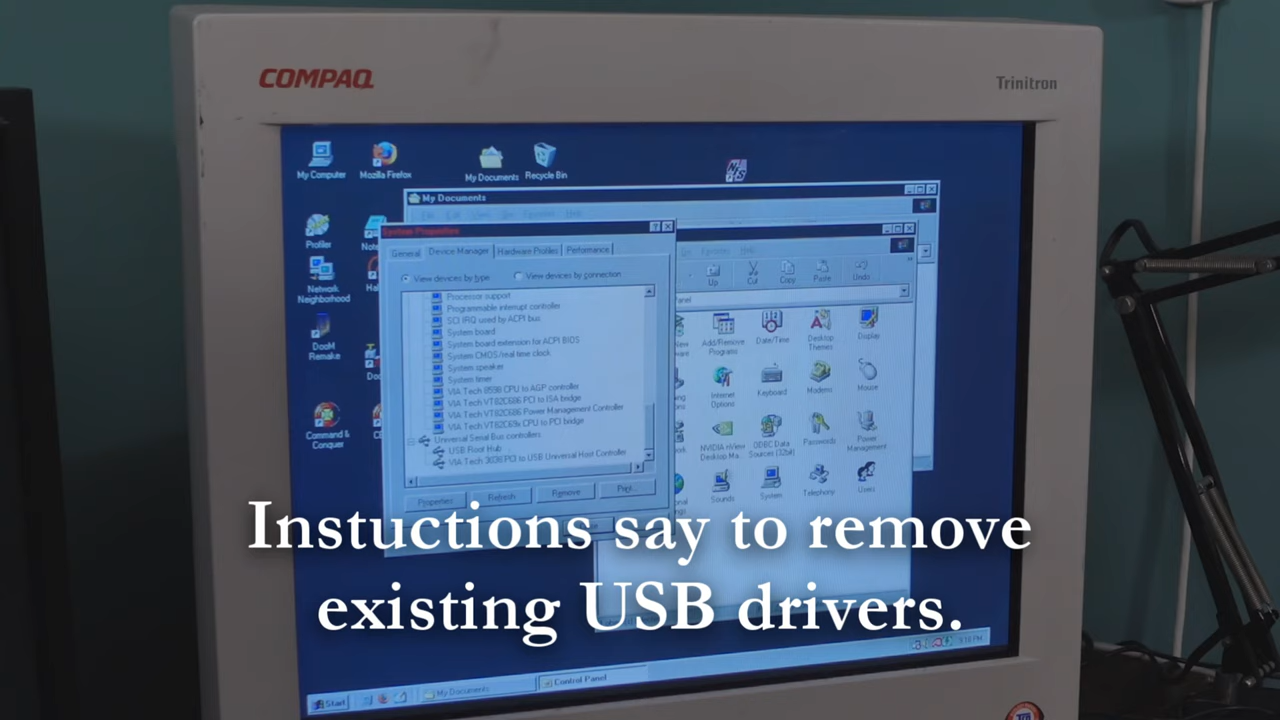 COMPAQ
Trinitron
My Computer
Mozilla Firefox
My Documents
Recycle Bin
My Documents
System Properties
Profiler
Network Neighborhood
DooM Remake
Command & Conquer
General
Device Manager
Hardware Profiles
Performance
View devices by type
View devices by connection
Processor support
Programmable interrupt controller
SCI IRQ used by ACPI bus
System board
System board extension for ACPI BIOS
System CMOS/real time clock
System speaker
System timer
VIA Tech 8598 CPU to AGP controller
VIA Tech VT82C686 PCI to ISA bridge
VIA Tech VT82C686 Power Management Controller
VIA Tech VT82C69x CPU to PCI bridge
Universal Serial Bus controllers
USB Root Hub
VIA Tech 3038 PCI to USB Universal Host Controller
Properties
Refresh
Remove
Print...
Favorites
Help
Up
Cut
Copy
Paste
Undo
Add/Remove Programs
Date/Time
Desktop Themes
Display
Internet Options
Keyboard
Modems
Mouse
NVIDIA nView Desktop Ma...
ODBC Data Sources (32bit)
Passwords
Power Management
Sounds
System
Telephony
Users
Instuctions say to remove
existing USB drivers.
Start
My Documents
Control Panel